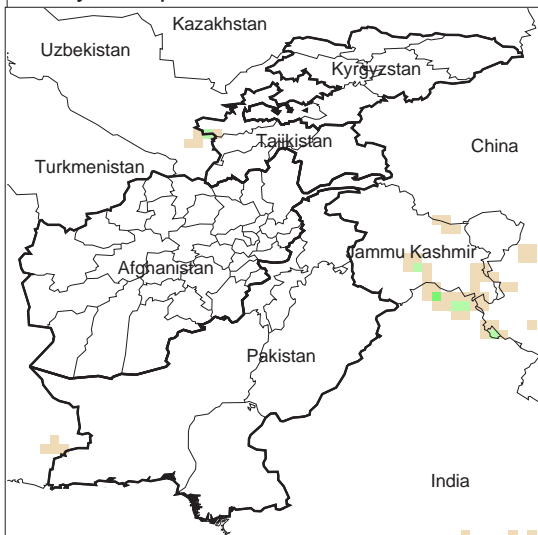 Kazakhstan
Uzbekistan
Kyrgyzstan
Tajikistan
China
Turkmenistan
Jammu Kashmir
Afghanistan
Pakistan
India